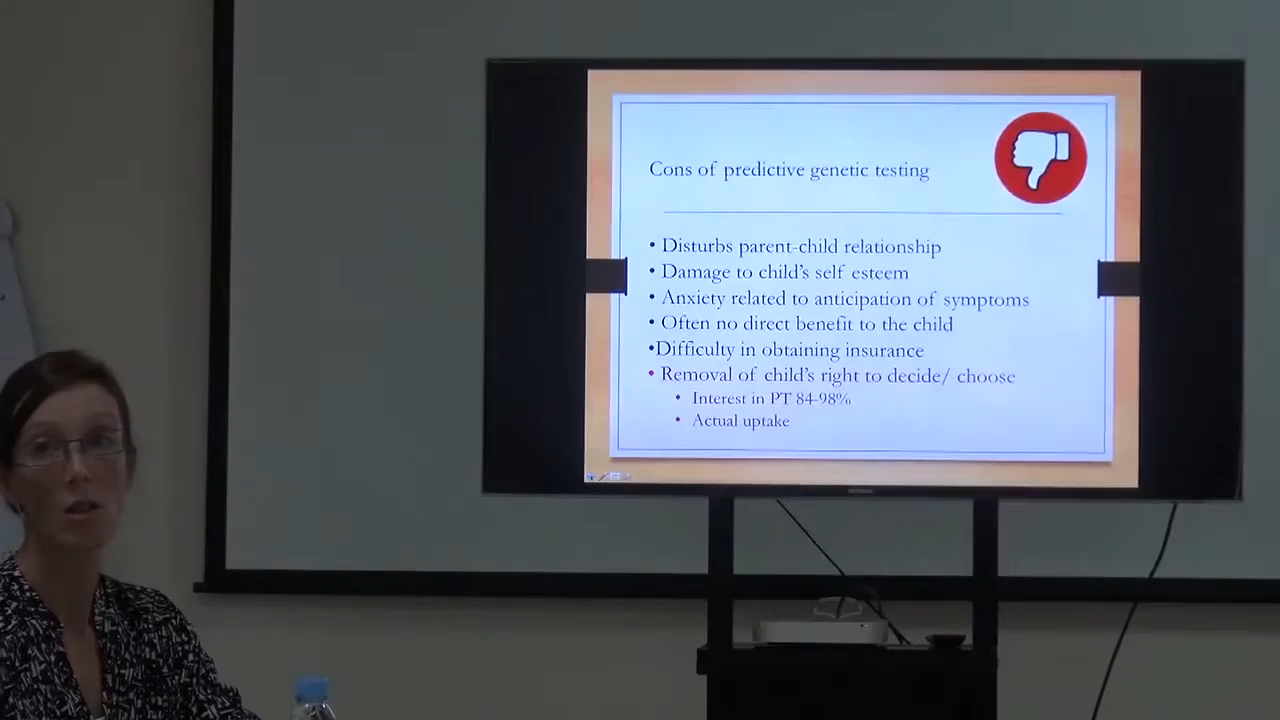 Cons of predictive genetic testing
• Disturbs parent-child relationship
• Damage to child's self esteem
• Anxiety related to anticipation of symptoms
• Often no direct benefit to the child
•Difficulty in obtaining insurance
• Removal of child's right to decide/ choose
• Interest in PT 84-98%
• Actual uptake